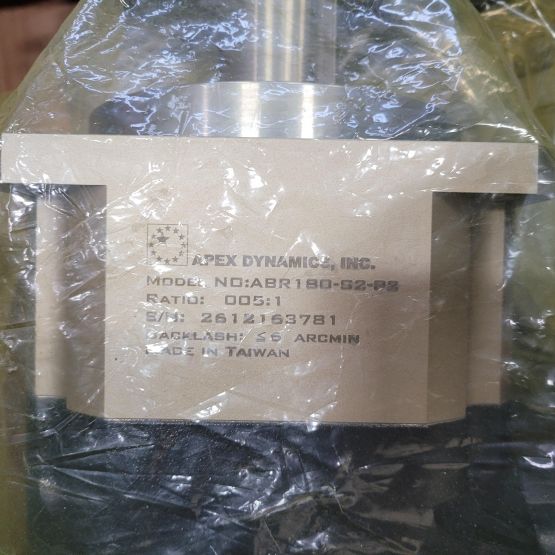 APEX DYNAMICS, INC.
MODEL NO:ABR180-S2-P2
RATIO: 005:1
S/N: 2612163781
BACKLASH: ≤6 ARCMIN
MADE IN TAIWAN